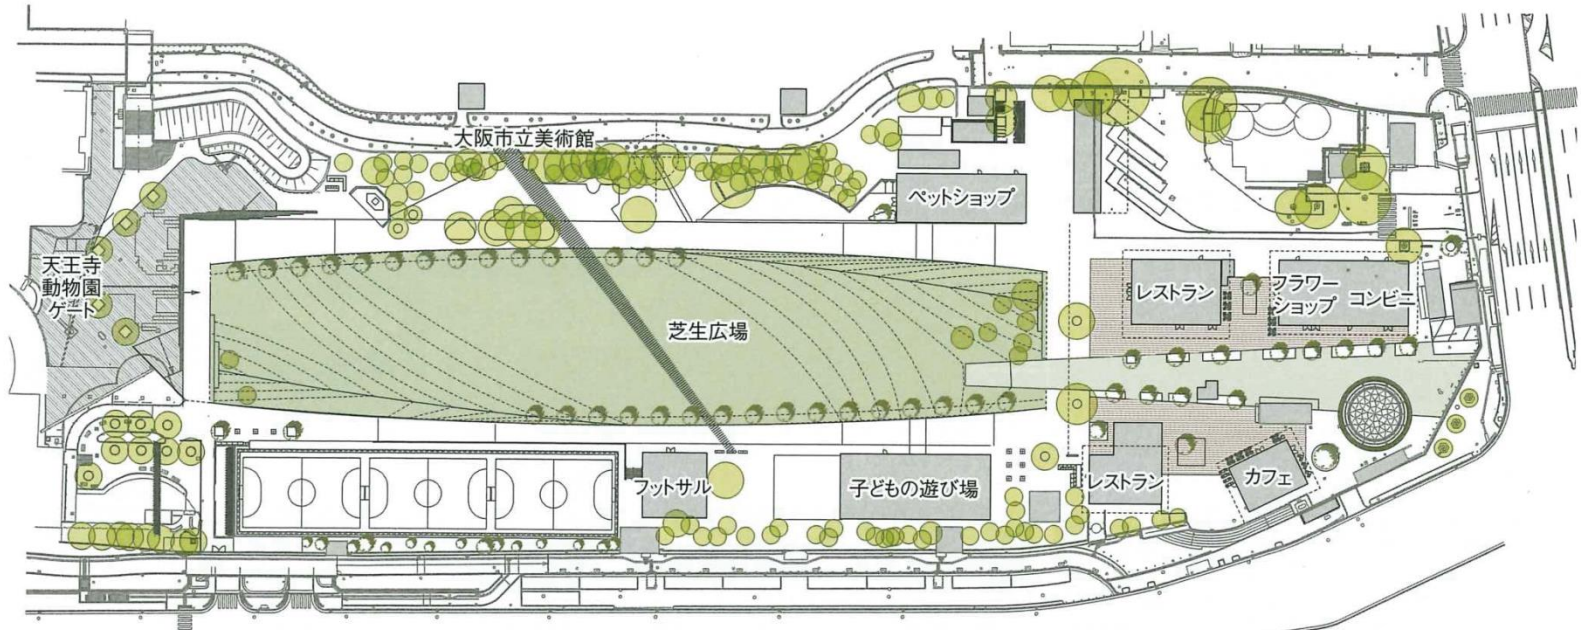 大阪市立美術館
ペットショップ
天王寺
動物園
ゲート
芝生広場
レストラン
フラワー
ショップ
コンビニ
フットサル
子どもの遊び場
レストラン
カフェ